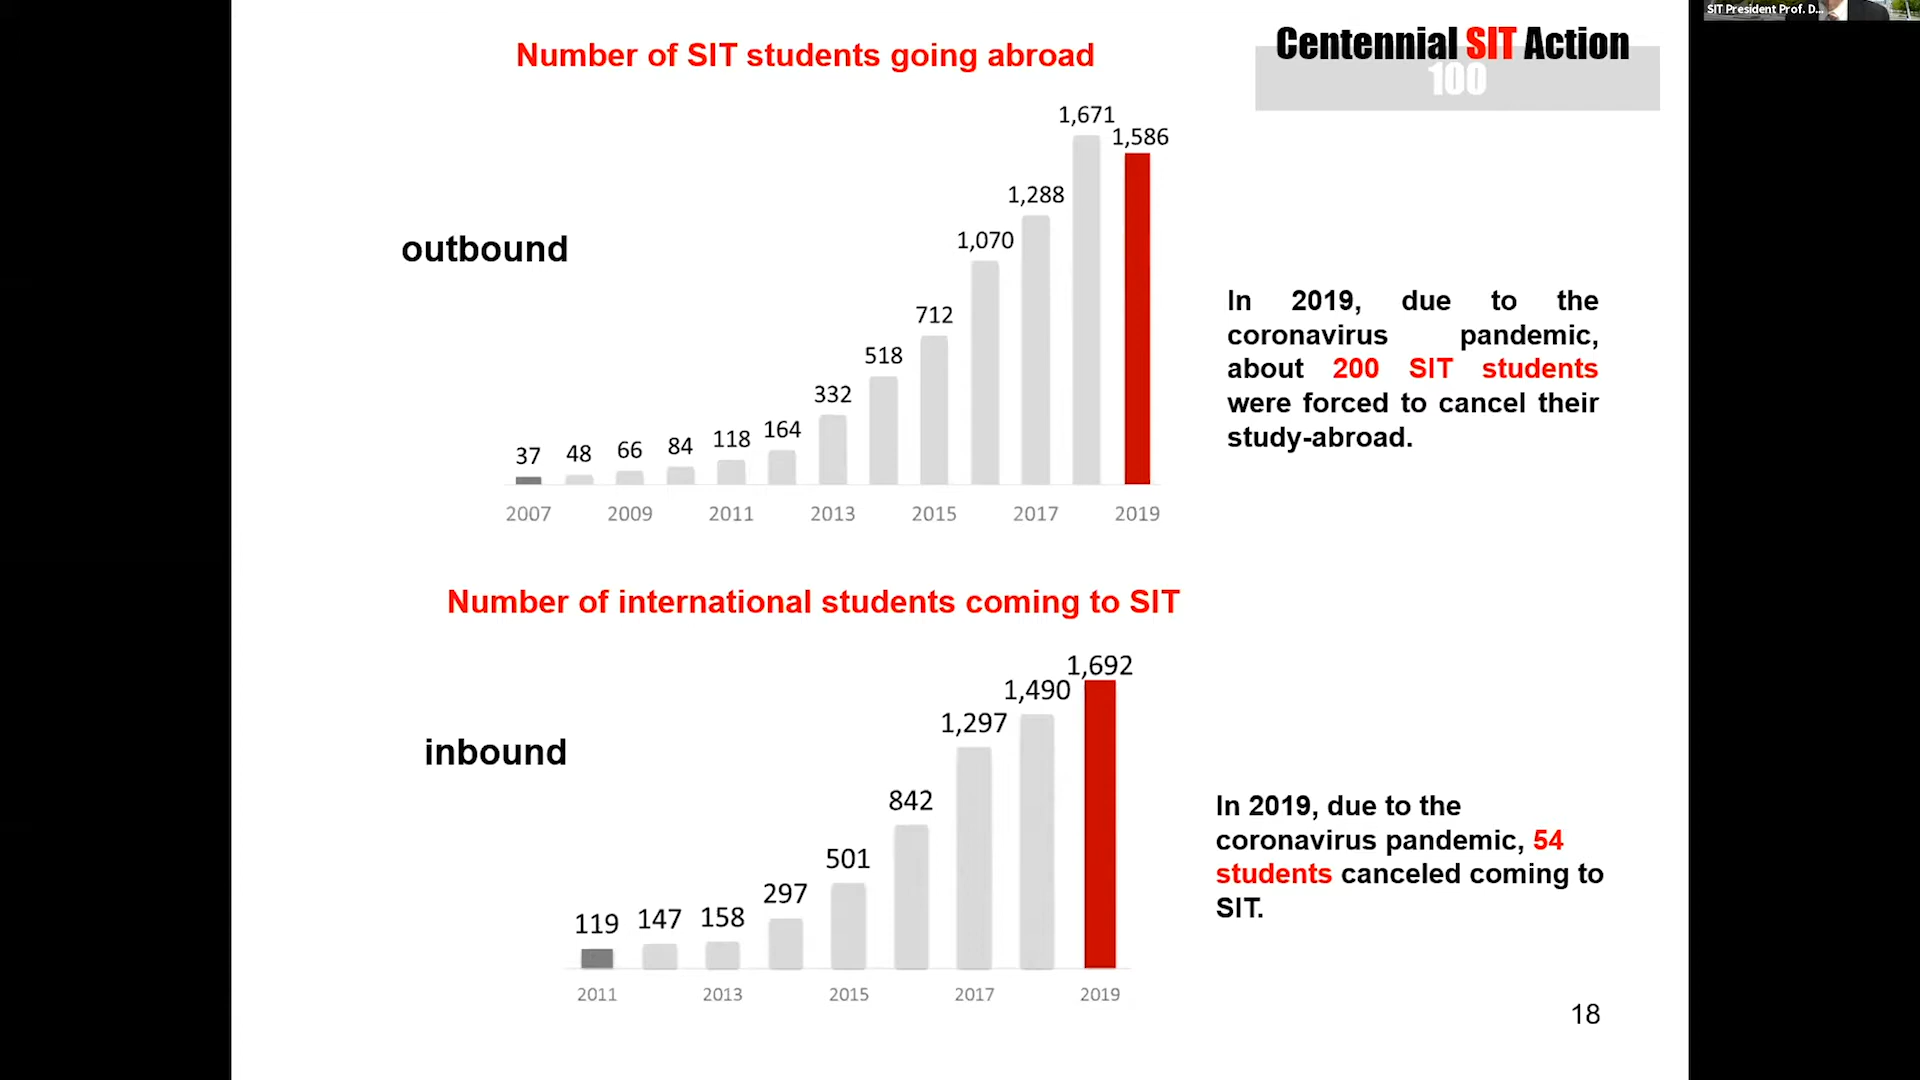 SIT President Prof. D...
Centennial SIT Action
100
Number of SIT students going abroad
outbound
37
48
66
84
118
164
332
518
712
1,070
1,288
1,671
1,586
2007
2009
2011
2013
2015
2017
2019
In 2019, due to the
coronavirus pandemic,
about 200 SIT students
were forced to cancel their
study-abroad.
Number of international students coming to SIT
inbound
119
147
158
297
501
842
1,297
1,490
1,692
2011
2013
2015
2017
2019
In 2019, due to the
coronavirus pandemic, 54
students canceled coming to
SIT.
18